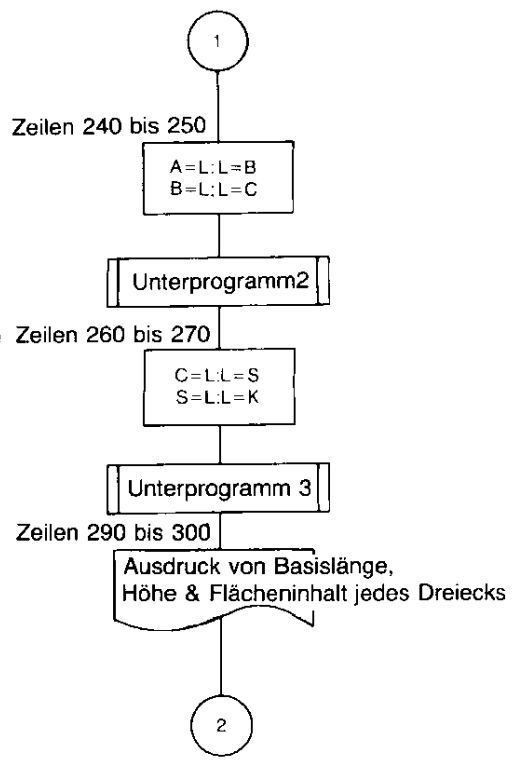 1
Zeilen 240 bis 250
A=L:L=B
B=L:L=C
Unterprogramm2
Zeilen 260 bis 270
C=L:L=S
S=L:L=K
Unterprogramm 3
Zeilen 290 bis 300
Ausdruck von Basislänge,
Höhe & Flächeninhalt jedes Dreiecks
2